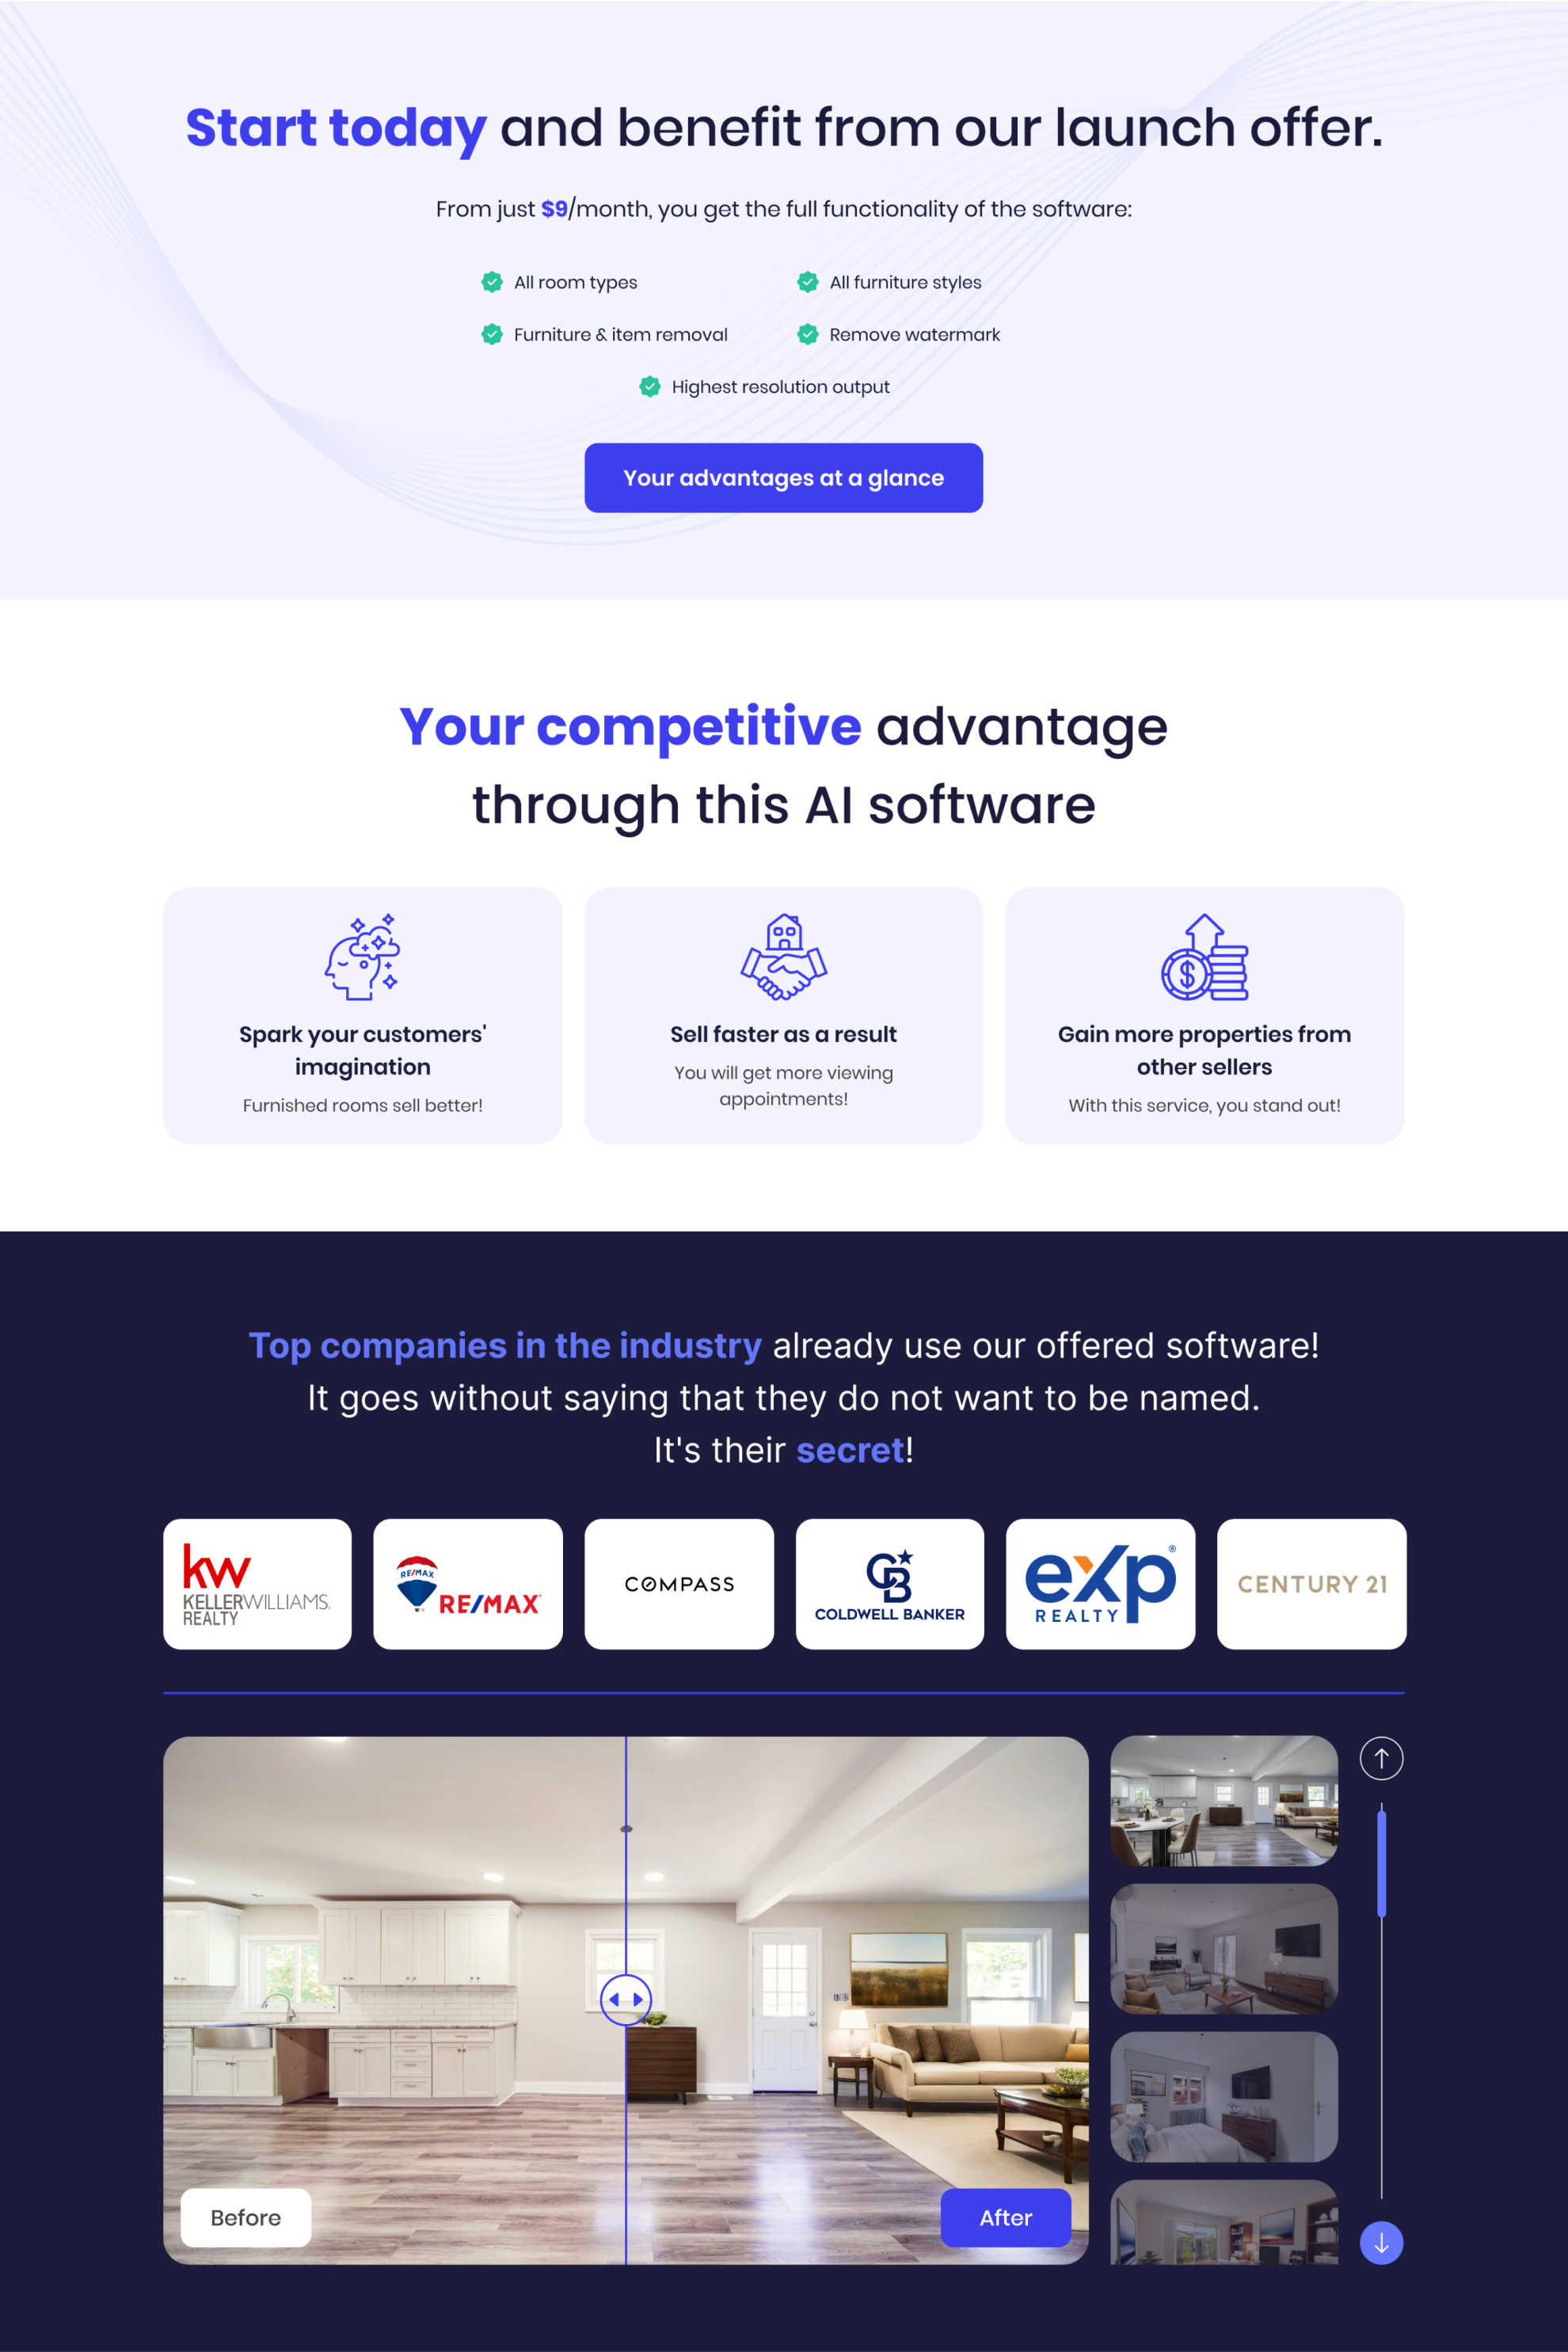 Start today and benefit from our launch offer.
From just $9/month, you get the full functionality of the software:
All room types
All furniture styles
Furniture & item removal
Remove watermark
Highest resolution output
Your advantages at a glance
Your competitive advantage
through this AI software
Spark your customers'
imagination
Furnished rooms sell better!
Sell faster as a result
You will get more viewing
appointments!
Gain more properties from
other sellers
With this service, you stand out!
Top companies in the industry already use our offered software!
It goes without saying that they do not want to be named.
It's their secret!
kw
KELLERWILLIAMS.
REALTY
RE/MAX
RE/MAX
COMPASS
CB
COLDWELL BANKER
eXp®
REALTY
CENTURY 21
Before
After